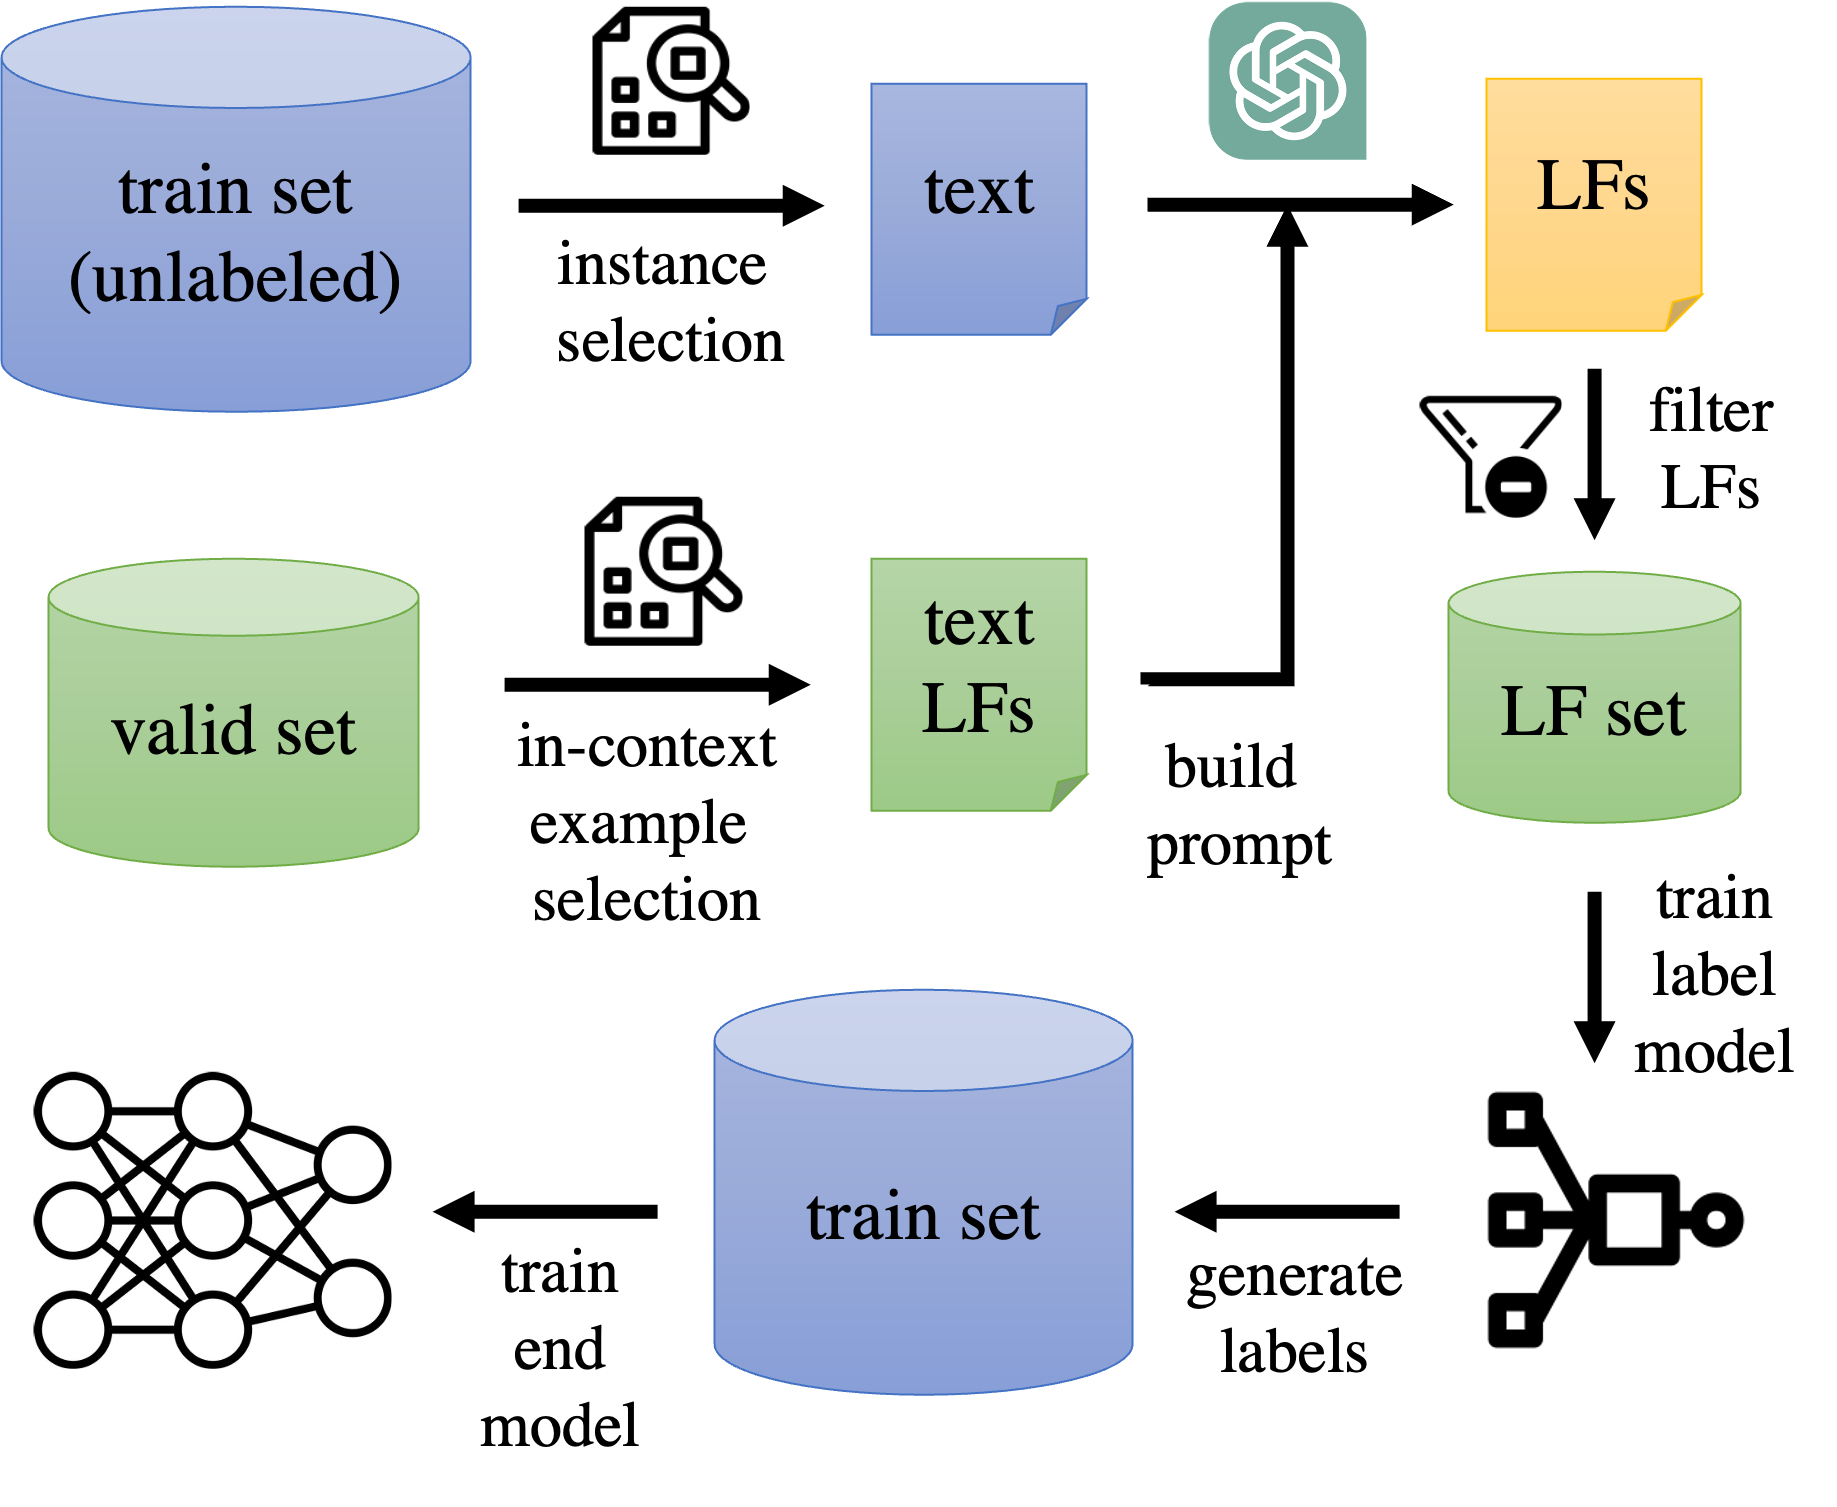 train set
(unlabeled)
instance
selection
text
LFs
filter
LFs
valid set
in-context
example
selection
text
LFs
build
prompt
LF set
train
label
model
generate
labels
train set
train
end
model